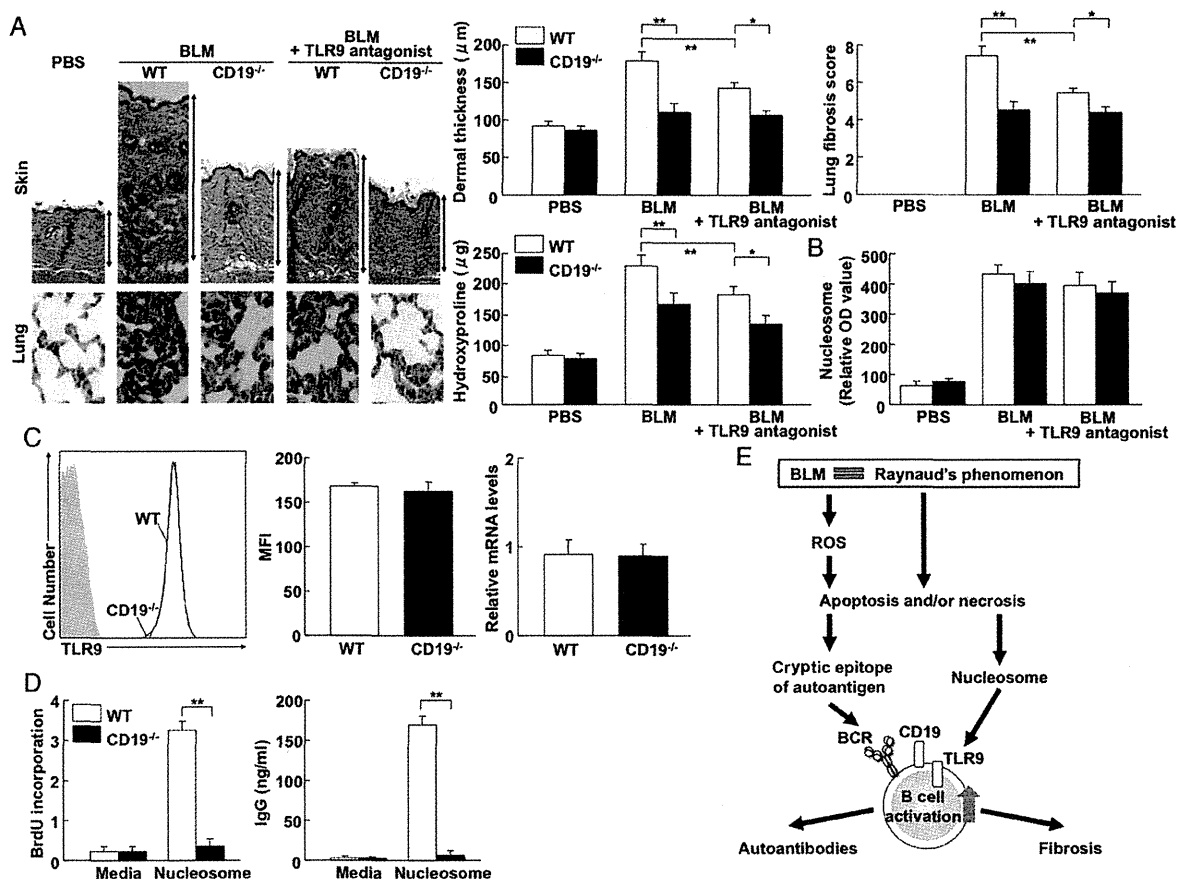 A
PBS
BLM
WT
CD19-/-
BLM
+ TLR9 antagonist
WT
CD19-/-
Skin
Lung
Dermal thickness (μm)
200
150
100
50
0
WT
CD19-/-
**
**
*
PBS
BLM
BLM
+ TLR9 antagonist
Lung fibrosis score
8
6
4
2
0
**
**
*
PBS
BLM
BLM
+ TLR9 antagonist
Hydroxyproline (μg)
250
200
150
100
50
0
WT
CD19-/-
**
**
*
PBS
BLM
BLM
+ TLR9 antagonist
B
Nucleosome
(Relative OD value)
500
400
300
200
100
0
PBS
BLM
BLM
+ TLR9 antagonist
C
Cell Number
WT
CD19-/-
TLR9
MFI
200
150
100
50
0
WT
CD19-/-
Relative mRNA levels
2
1
0
WT
CD19-/-
D
BrdU incorporation
4
3
2
1
0
WT
CD19-/-
**
Media
Nucleosome
IgG (ng/ml)
200
150
100
50
0
**
Media
Nucleosome
E
BLM
Raynaud's phenomenon
ROS
Apoptosis and/or necrosis
Cryptic epitope
of autoantigen
Nucleosome
BCR
CD19
TLR9
B cell
activation
Autoantibodies
Fibrosis